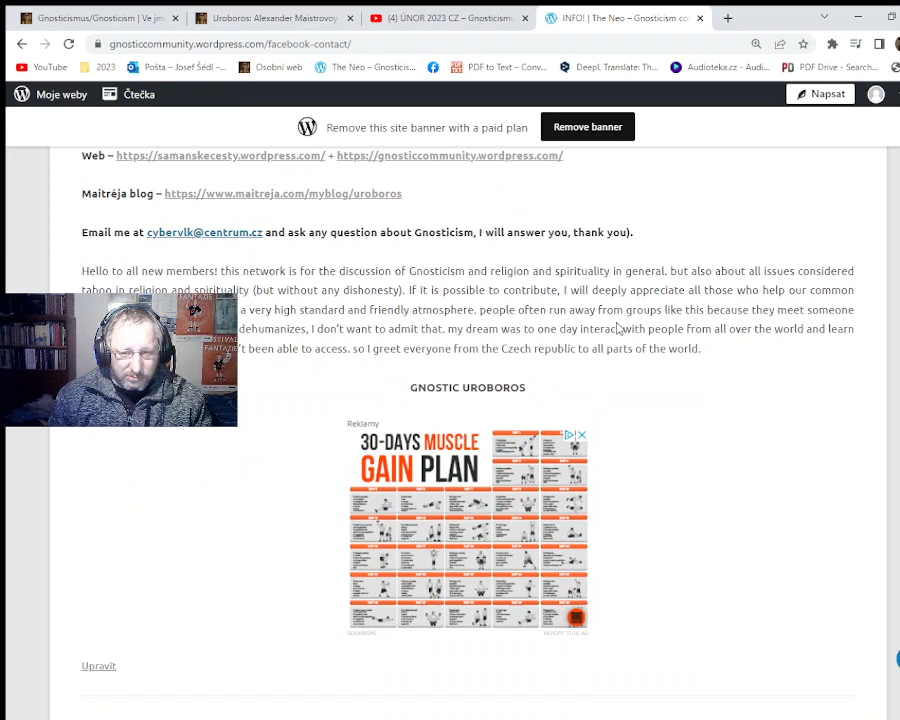 Gnosticismus/Gnosticism | Ve jm
Uroboros: Alexander Maistrovoy
(4) ÚNOR 2023 CZ – Gnosticismu
INFO! | The Neo – Gnosticism co
gnosticcommunity.wordpress.com/facebook-contact/
YouTube
2023
Pošta – Josef Šédl –...
Osobní web
The Neo – Gnosticis...
PDF to Text – Conv...
DeepL Translate: Th...
Audioteka.cz - Audi...
PDF Drive - Search...
Moje weby
Čtečka
Napsat
Remove this site banner with a paid plan
Remove banner
Web – https://samanskecesty.wordpress.com/ + https://gnosticcommunity.wordpress.com/
Maitréja blog – https://www.maitreja.com/myblog/uroboros
Email me at cybervlk@centrum.cz and ask any question about Gnosticism, I will answer you, thank you).
Hello to all new members! this network is for the discussion of Gnosticism and religion and spirituality in general. but also about all issues considered
taboo in religion and spirituality (but without any dishonesty). If it is possible to contribute, I will deeply appreciate all those who help our common
a very high standard and friendly atmosphere. people often run away from groups like this because they meet someone
dehumanizes, I don't want to admit that. my dream was to one day interact with people from all over the world and learn
't been able to access. so I greet everyone from the Czech republic to all parts of the world.
FANTAZIE
FESTIVAL
FANTAZIE
GNOSTIC UROBOROS
Reklamy
30-DAYS MUSCLE
GAIN PLAN
REPORT THIS AD
Upravit